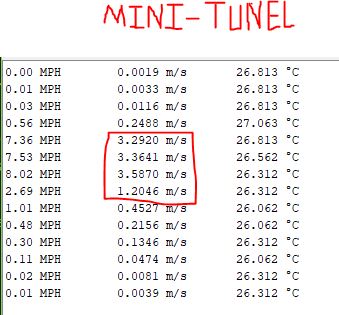 MINI-TUNEL
0.00 MPH 0.0019 m/s 26.813 °C
0.01 MPH 0.0033 m/s 26.813 °C
0.03 MPH 0.0116 m/s 26.813 °C
0.56 MPH 0.2488 m/s 27.063 °C
7.36 MPH 3.2920 m/s 26.813 °C
7.53 MPH 3.3641 m/s 26.562 °C
8.02 MPH 3.5870 m/s 26.312 °C
2.69 MPH 1.2046 m/s 26.312 °C
1.01 MPH 0.4527 m/s 26.062 °C
0.48 MPH 0.2156 m/s 26.062 °C
0.30 MPH 0.1346 m/s 26.312 °C
0.11 MPH 0.0474 m/s 26.062 °C
0.02 MPH 0.0081 m/s 26.312 °C
0.01 MPH 0.0039 m/s 26.312 °C